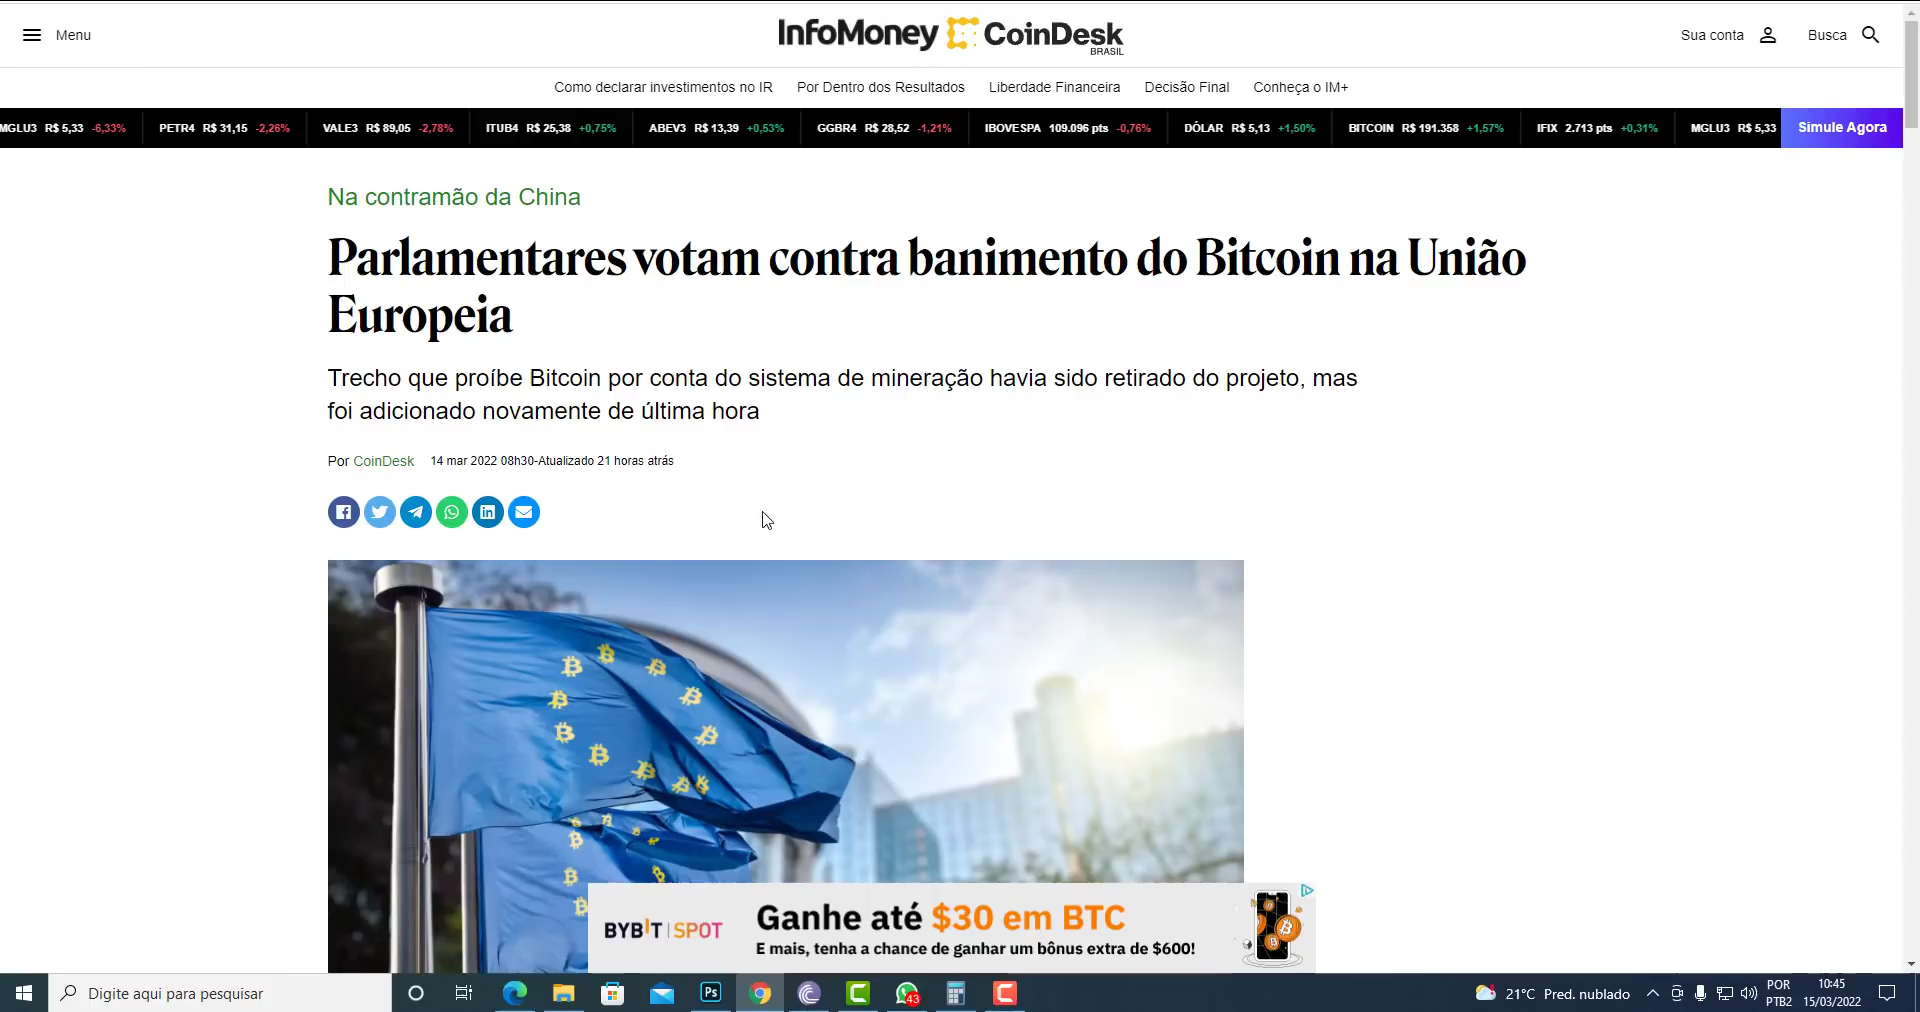 Menu
InfoMoney CoinDesk
BRASIL
Sua conta
Busca
Como declarar investimentos no IR Por Dentro dos Resultados Liberdade Financeira Decisão Final Conheça o IM+
MGLU3 R$ 5,33 -6,33% PETR4 R$ 31,15 -2,26% VALE3 R$ 89,05 -2,78% ITUB4 R$ 25,38 +0,75% ABEV3 R$ 13,39 +0,53% GGBR4 R$ 28,52 -1,21% IBOVESPA 109.096 pts -0,76% DÓLAR R$ 5,13 +1,50% BITCOIN R$ 191.358 +1,57% IFIX 2.713 pts +0,31% MGLU3 R$ 5,33 Simule Agora
Na contramão da China
Parlamentares votam contra banimento do Bitcoin na União
Europeia
Trecho que proíbe Bitcoin por conta do sistema de mineração havia sido retirado do projeto, mas
foi adicionado novamente de última hora
Por CoinDesk 14 mar 2022 08h30-Atualizado 21 horas atrás
BYBIT SPOT
Ganhe até $30 em BTC
E mais, tenha a chance de ganhar um bônus extra de $600!
Digite aqui para pesquisar
Ps
43
21°C Pred. nublado
POR
PTB2
10:45
15/03/2022